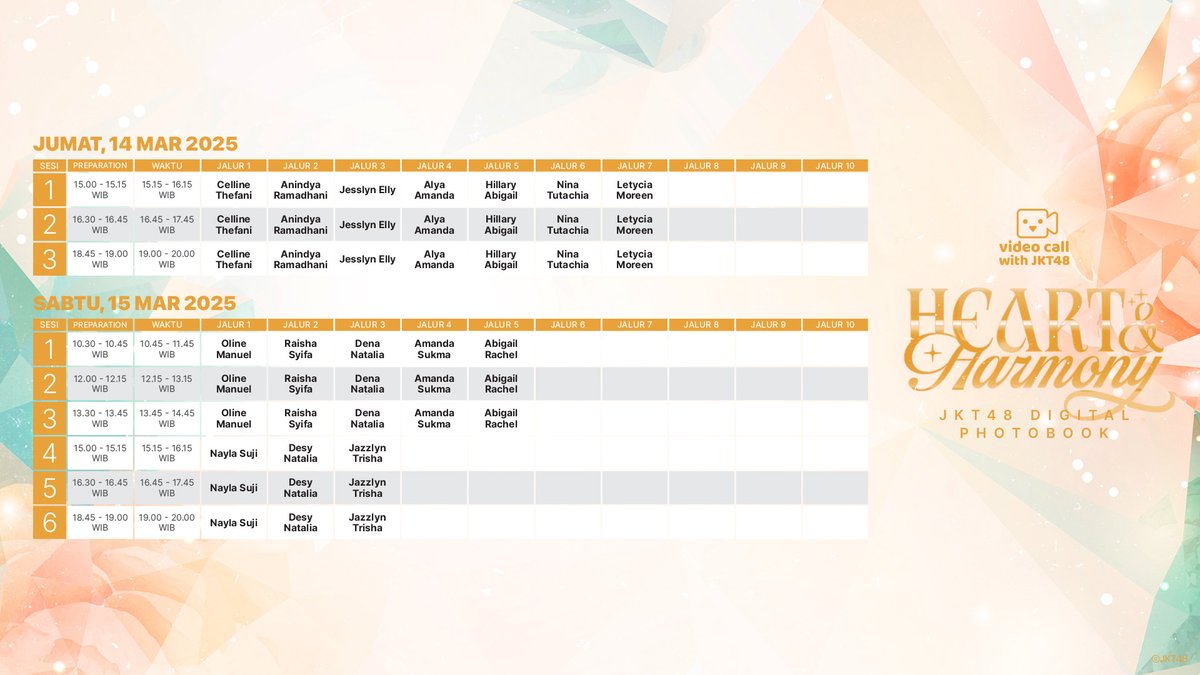 JUMAT, 14 MAR 2025
SESI PREPARATION WAKTU JALUR 1 JALUR 2 JALUR 3 JALUR 4 JALUR 5 JALUR 6 JALUR 7 JALUR 8 JALUR 9 JALUR 10
1 15.00 - 15.15 WIB 15.15 - 16.15 WIB Celline Thefani Anindya Ramadhani Jesslyn Elly Alya Amanda Hillary Abigail Nina Tutachia Letycia Moreen
2 16.30 - 16.45 WIB 16.45 - 17.45 WIB Celline Thefani Anindya Ramadhani Jesslyn Elly Alya Amanda Hillary Abigail Nina Tutachia Letycia Moreen
3 18.45 - 19.00 WIB 19.00 - 20.00 WIB Celline Thefani Anindya Ramadhani Jesslyn Elly Alya Amanda Hillary Abigail Nina Tutachia Letycia Moreen
SABTU, 15 MAR 2025
SESI PREPARATION WAKTU JALUR 1 JALUR 2 JALUR 3 JALUR 4 JALUR 5 JALUR 6 JALUR 7 JALUR 8 JALUR 9 JALUR 10
1 10.30 - 10.45 WIB 10.45 - 11.45 WIB Oline Manuel Raisha Syifa Dena Natalia Amanda Sukma Abigail Rachel
2 12.00 - 12.15 WIB 12.15 - 13.15 WIB Oline Manuel Raisha Syifa Dena Natalia Amanda Sukma Abigail Rachel
3 13.30 - 13.45 WIB 13.45 - 14.45 WIB Oline Manuel Raisha Syifa Dena Natalia Amanda Sukma Abigail Rachel
4 15.00 - 15.15 WIB 15.15 - 16.15 WIB Nayla Suji Desy Natalia Jazzlyn Trisha
5 16.30 - 16.45 WIB 16.45 - 17.45 WIB Nayla Suji Desy Natalia Jazzlyn Trisha
6 18.45 - 19.00 WIB 19.00 - 20.00 WIB Nayla Suji Desy Natalia Jazzlyn Trisha
video call
with JKT48
HEART &
Harmony
JKT48 DIGITAL
PHOTOBOOK
©JKT48